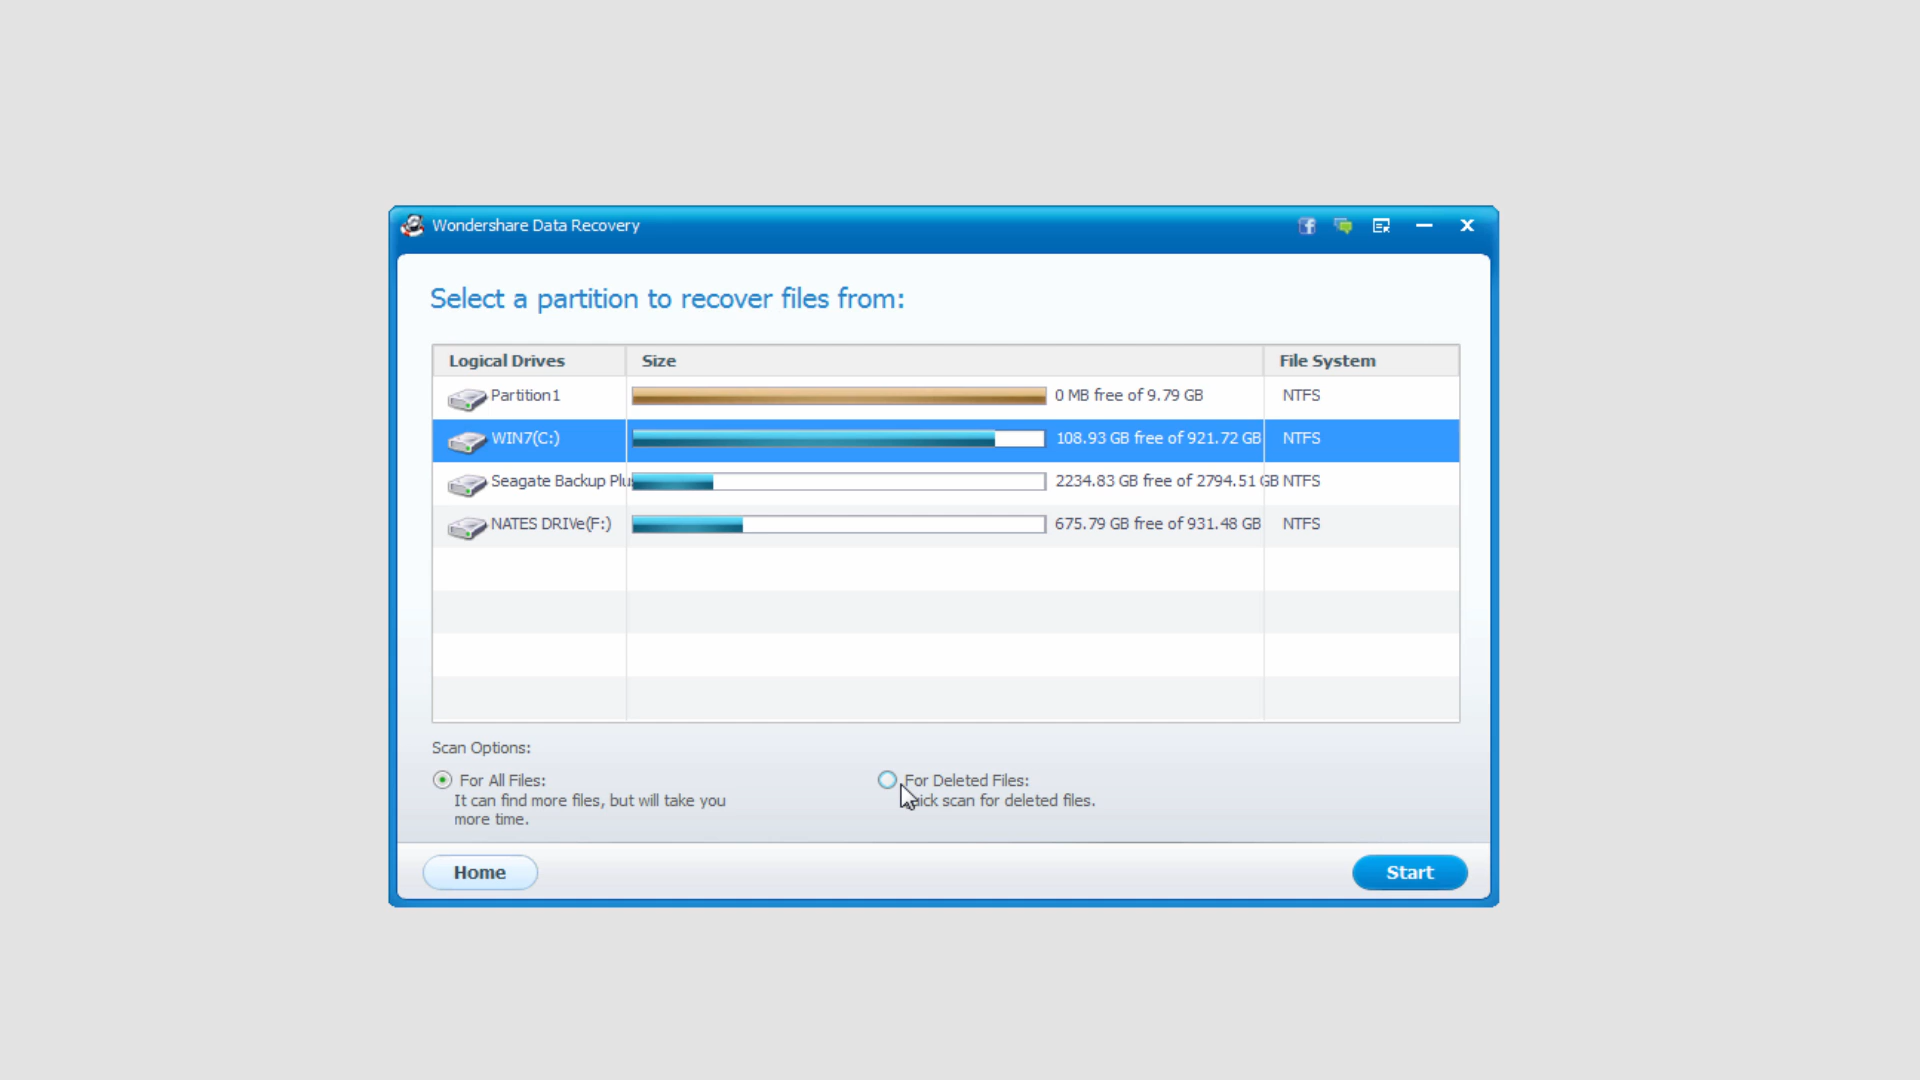 Wondershare Data Recovery
Select a partition to recover files from:
Logical Drives Size File System
Partition1 0 MB free of 9.79 GB NTFS
WIN7(C:) 108.93 GB free of 921.72 GB NTFS
Seagate Backup Plus 2234.83 GB free of 2794.51 GB NTFS
NATES DRIVe(F:) 675.79 GB free of 931.48 GB NTFS
Scan Options:
For All Files:
It can find more files, but will take you
more time.
For Deleted Files:
scan for deleted files.
Home Start